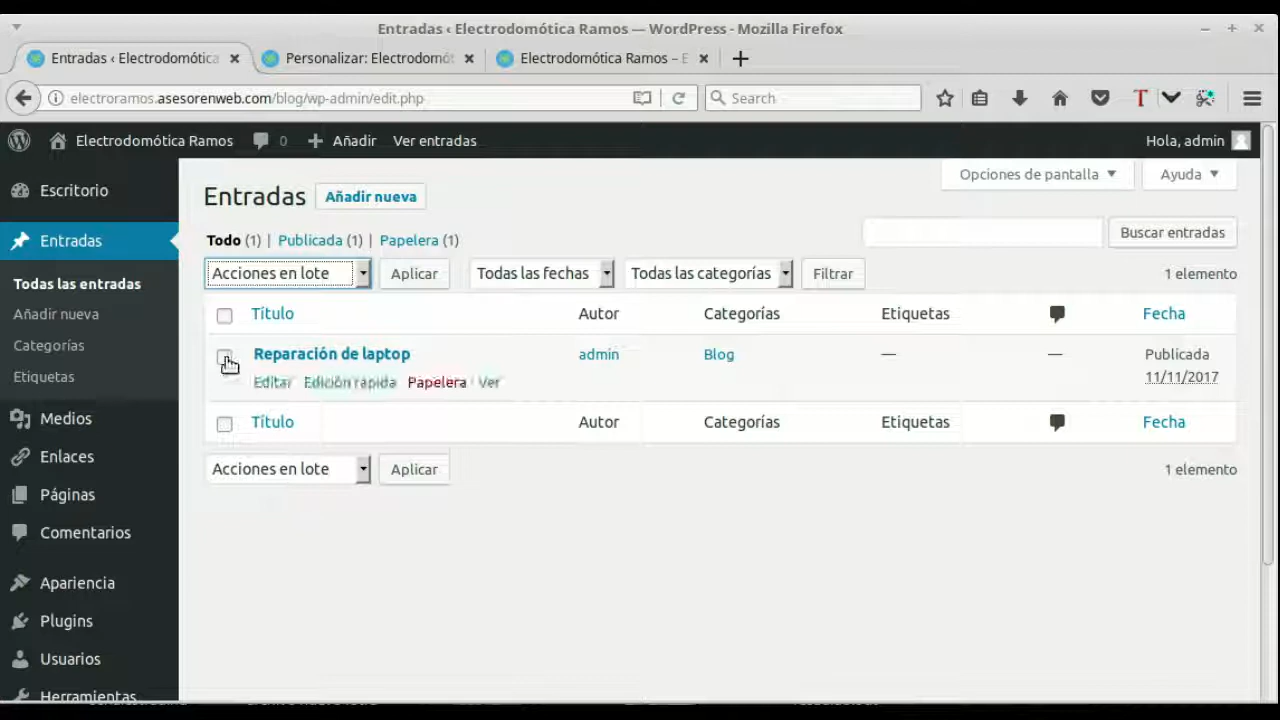 Entradas ‹ Electrodomótica Ramos — WordPress - Mozilla Firefox
Entradas ‹ Electrodomótica
Personalizar: Electrodomót
Electrodomótica Ramos – E
electroramos.asesorenweb.com/blog/wp-admin/edit.php
Search
Electrodomótica Ramos 0 Añadir Ver entradas Hola, admin
Opciones de pantalla Ayuda
Escritorio
Entradas
Todas las entradas
Añadir nueva
Categorías
Etiquetas
Medios
Enlaces
Páginas
Comentarios
Apariencia
Plugins
Usuarios
Herramientas
Entradas Añadir nueva
Todo (1) | Publicada (1) | Papelera (1)
Buscar entradas
Acciones en lote Aplicar Todas las fechas Todas las categorías Filtrar 1 elemento
Título Autor Categorías Etiquetas Fecha
Reparación de laptop admin Blog — — Publicada
Editar Edición rápida Papelera Ver 11/11/2017
Título Autor Categorías Etiquetas Fecha
Acciones en lote Aplicar 1 elemento